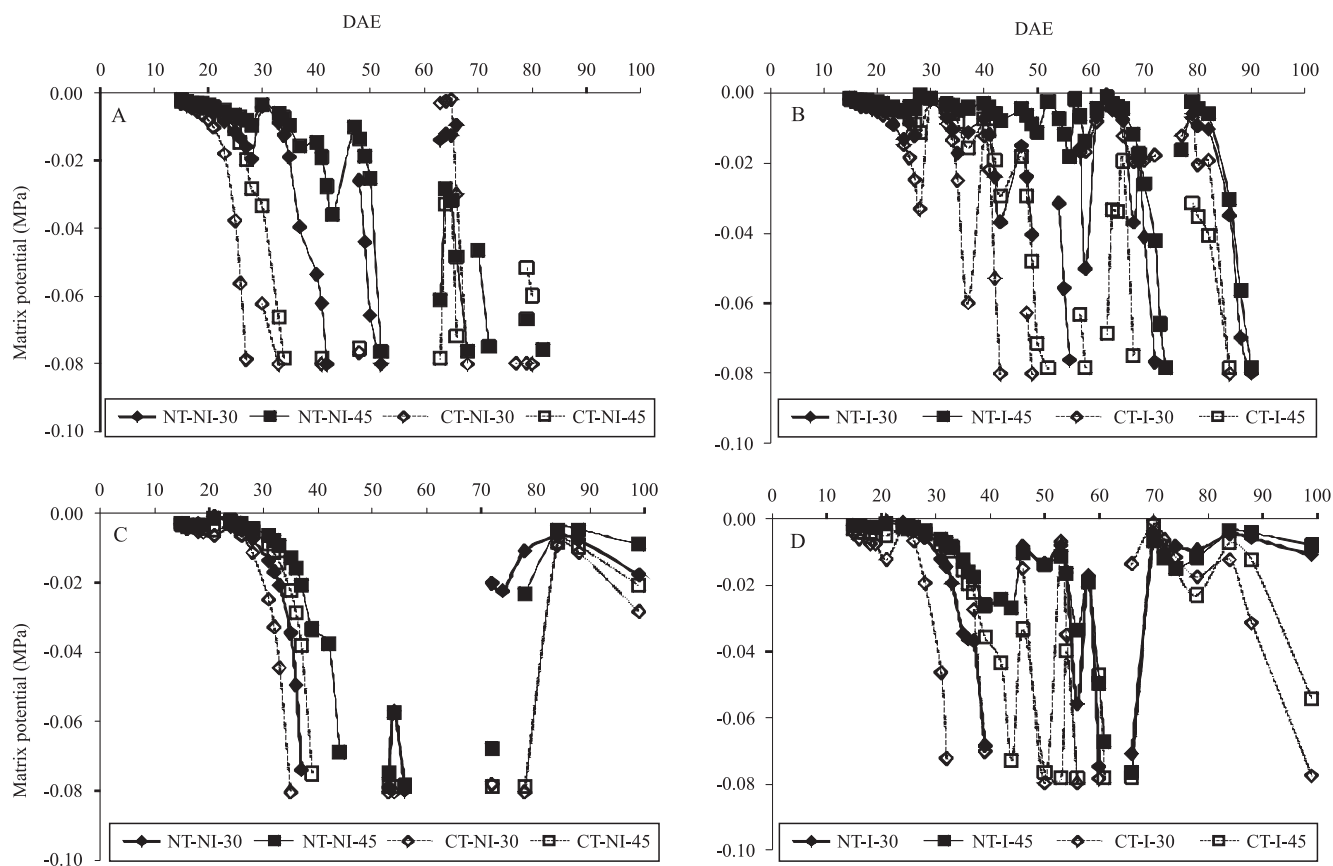 DAE
DAE
0 10 20 30 40 50 60 70 80 90 100
0 10 20 30 40 50 60 70 80 90 100
0.00
-0.02
-0.04
-0.06
-0.08
-0.10
Matrix potential (MPa)
A
NT-NI-30 NT-NI-45 CT-NI-30 CT-NI-45
0.00
-0.02
-0.04
-0.06
-0.08
-0.10
B
NT-I-30 NT-I-45 CT-I-30 CT-I-45
0 10 20 30 40 50 60 70 80 90 100
0 10 20 30 40 50 60 70 80 90 100
0.00
-0.02
-0.04
-0.06
-0.08
-0.10
Matrix potential (MPa)
C
NT-NI-30 NT-NI-45 CT-NI-30 CT-NI-45
0.00
-0.02
-0.04
-0.06
-0.08
-0.10
D
NT-I-30 NT-I-45 CT-I-30 CT-I-45